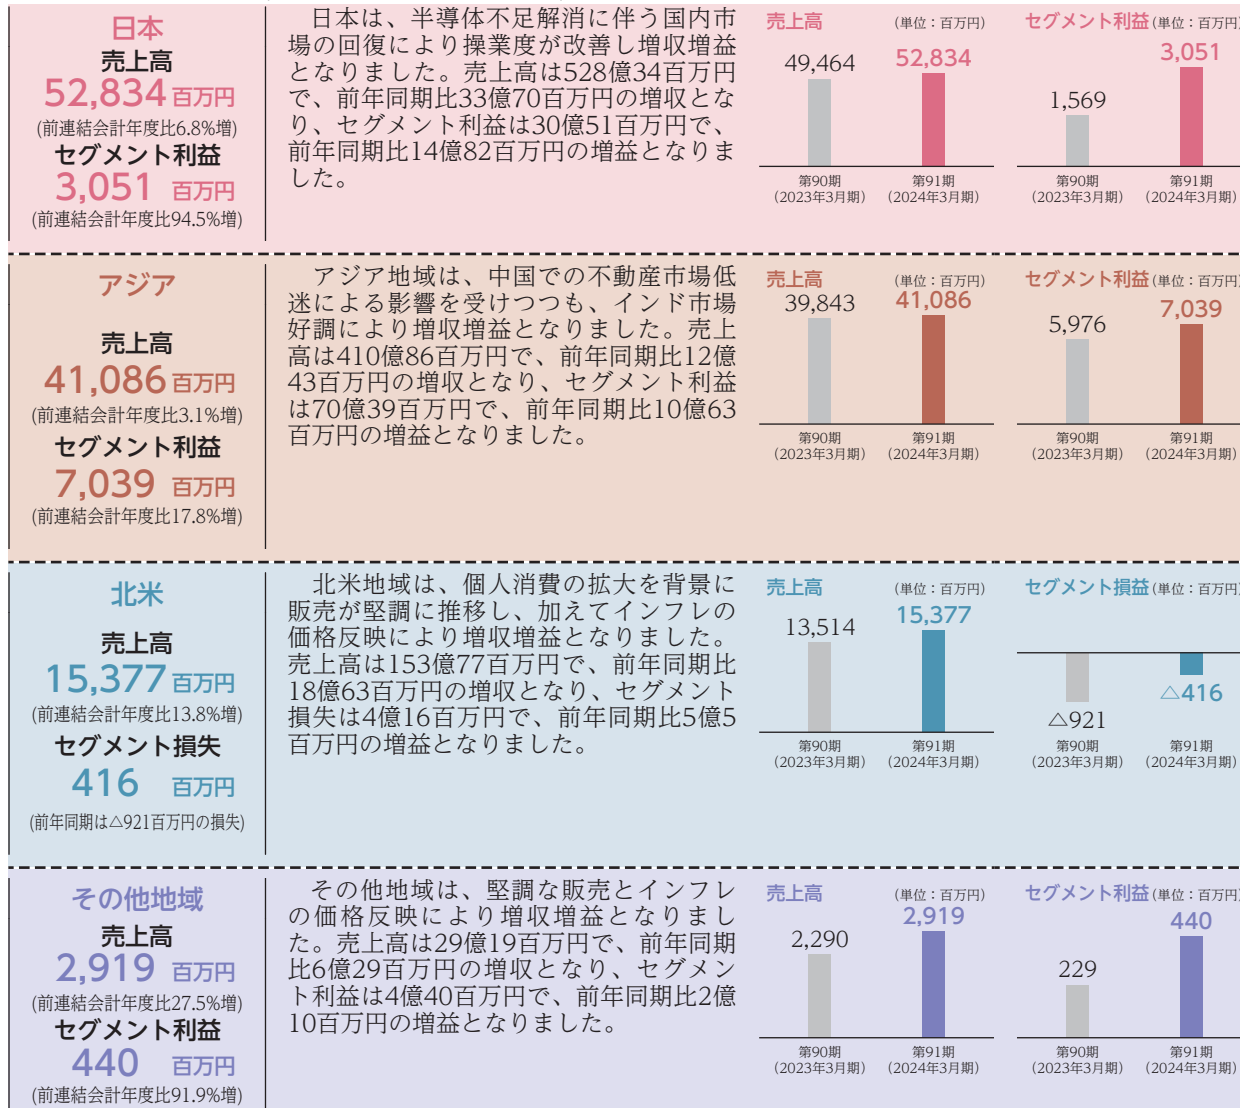 日本
売上高
52,834百万円
(前連結会計年度比6.8%増)
セグメント利益
3,051 百万円
(前連結会計年度比94.5%増)
日本は、半導体不足解消に伴う国内市
場の回復により操業度が改善し増収増益
となりました。売上高は528億34百万円
で、前年同期比33億70百万円の増収とな
り、セグメント利益は30億51百万円で、
前年同期比14億82百万円の増益となりま
した。
売上高 (単位：百万円)
49,464 52,834
第90期 第91期
(2023年3月期) (2024年3月期)
セグメント利益(単位：百万円)
1,569 3,051
第90期 第91期
(2023年3月期) (2024年3月期)
アジア
売上高
41,086百万円
(前連結会計年度比3.1%増)
セグメント利益
7,039 百万円
(前連結会計年度比17.8%増)
アジア地域は、中国での不動産市場低
迷による影響を受けつつも、インド市場
好調により増収増益となりました。売上
高は410億86百万円で、前年同期比12億
43百万円の増収となり、セグメント利益
は70億39百万円で、前年同期比10億63
百万円の増益となりました。
売上高 (単位：百万円)
39,843 41,086
第90期 第91期
(2023年3月期) (2024年3月期)
セグメント利益(単位：百万円)
5,976 7,039
第90期 第91期
(2023年3月期) (2024年3月期)
北米
売上高
15,377百万円
(前連結会計年度比13.8%増)
セグメント損失
416 百万円
(前年同期は△921百万円の損失)
北米地域は、個人消費の拡大を背景に
販売が堅調に推移し、加えてインフレの
価格反映により増収増益となりました。
売上高は153億77百万円で、前年同期比
18億63百万円の増収となり、セグメント
損失は4億16百万円で、前年同期比5億5
百万円の増益となりました。
売上高 (単位：百万円)
13,514 15,377
第90期 第91期
(2023年3月期) (2024年3月期)
セグメント損益(単位：百万円)
△921 △416
第90期 第91期
(2023年3月期) (2024年3月期)
その他地域
売上高
2,919 百万円
(前連結会計年度比27.5%増)
セグメント利益
440 百万円
(前連結会計年度比91.9%増)
その他地域は、堅調な販売とインフレ
の価格反映により増収増益となりまし
た。売上高は29億19百万円で、前年同期
比6億29百万円の増収となり、セグメン
ト利益は4億40百万円で、前年同期比2億
10百万円の増益となりました。
売上高 (単位：百万円)
2,290 2,919
第90期 第91期
(2023年3月期) (2024年3月期)
セグメント利益(単位：百万円)
229 440
第90期 第91期
(2023年3月期) (2024年3月期)